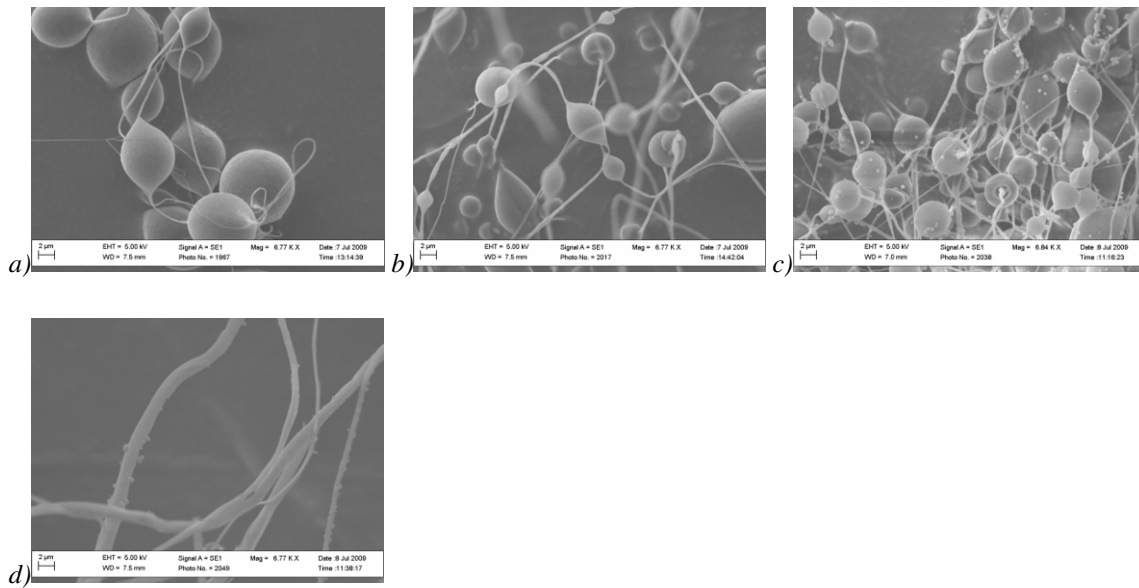 a)
2 µm EHT = 5.00 kV Signal A = SE1 Mag = 6.77 K X Date :7 Jul 2009
WD = 7.5 mm Photo No. = 1967 Time :13:14:39
b)
2 µm EHT = 5.00 kV Signal A = SE1 Mag = 6.77 K X Date :7 Jul 2009
WD = 7.5 mm Photo No. = 2017 Time :14:42:04
c)
2 µm EHT = 5.00 kV Signal A = SE1 Mag = 6.84 K X Date :8 Jul 2009
WD = 7.0 mm Photo No. = 2038 Time :11:16:23
d)
2 µm EHT = 5.00 kV Signal A = SE1 Mag = 6.77 K X Date :8 Jul 2009
WD = 7.5 mm Photo No. = 2049 Time :11:38:17